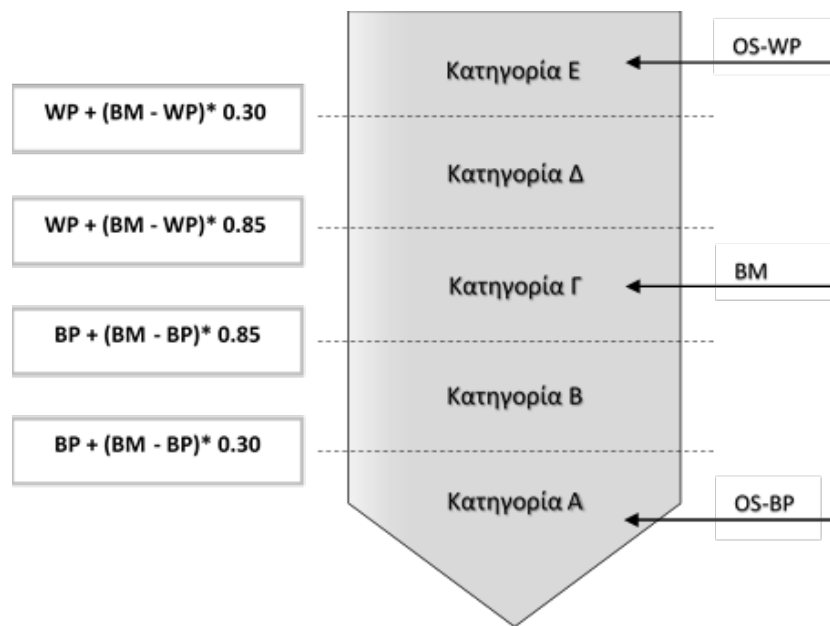 OS-WP
Κατηγορία Ε
WP + (BM - WP)* 0.30
Κατηγορία Δ
WP + (BM - WP)* 0.85
BM
Κατηγορία Γ
BP + (BM - BP)* 0.85
Κατηγορία Β
BP + (BM - BP)* 0.30
Κατηγορία Α
OS-BP